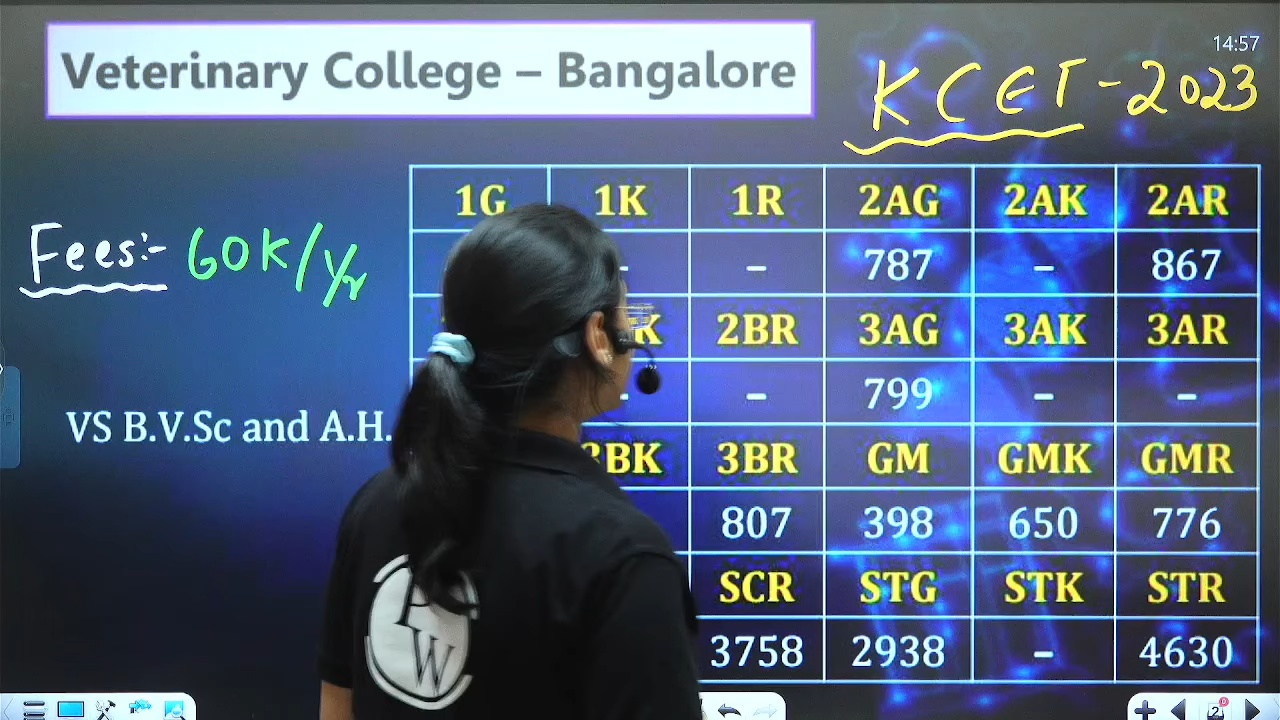 14:57
Veterinary College – Bangalore
KCET-2023
1G 1K 1R 2AG 2AK 2AR
Fees:- 60K/Yr
– – 787 – 867
K 2BR 3AG 3AK 3AR
– – 799 – –
VS B.V.Sc and A.H.
3BK 3BR GM GMK GMR
807 398 650 776
SCR STG STK STR
3758 2938 – 4630
PW